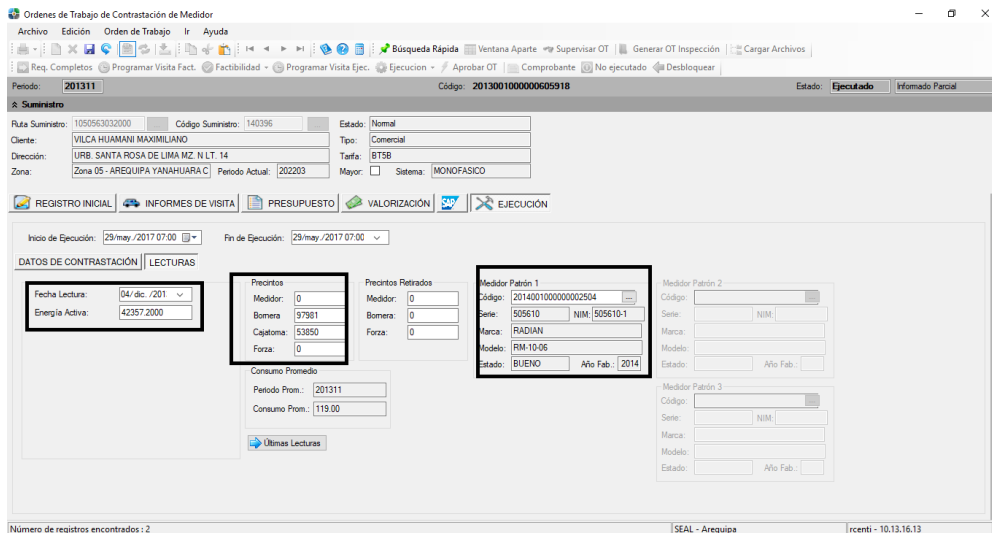 Ordenes de Trabajo de Contrastación de Medidor
Archivo Edición Orden de Trabajo Ir Ayuda
Búsqueda Rápida Ventana Aparte Supervisar OT Generar OT Inspección Cargar Archivos
Req. Completos Programar Visita Fact. Factibilidad Programar Visita Ejec. Ejecucion Aprobar OT Comprobante No ejecutado Desbloquear
Periodo: 201311 Código: 2013001000000605918 Estado: Ejecutado Informado Parcial
Suministro
Ruta Suministro: 1050563032000 ... Código Suministro: 140396 ... Estado: Normal
Cliente: VILCA HUAMANI MAXIMILIANO Tipo: Comercial
Dirección: URB. SANTA ROSA DE LIMA MZ. N LT. 14 Tarifa: BT5B
Zona: Zona 05 - AREQUIPA YANAHUARA C Periodo Actual: 202203 Mayor: Sistema: MONOFASICO
REGISTRO INICIAL INFORMES DE VISITA PRESUPUESTO VALORIZACIÓN SAP EJECUCIÓN
Inicio de Ejecución: 29/may./2017 07:00 Fin de Ejecución: 29/may./2017 07:00
DATOS DE CONTRASTACIÓN LECTURAS
Fecha Lectura: 04/dic. /201
Energía Activa: 42357.2000
Precintos
Medidor: 0
Bornera 97981
Cajatoma: 53850
Forza: 0
Precintos Retirados
Medidor: 0
Bornera: 0
Forza: 0
Consumo Promedio
Periodo Prom.: 201311
Consumo Prom.: 119.00
Últimas Lecturas
Medidor Patrón 1
Código: 2014001000000002504 ...
Serie: 505610 NIM: 505610-1
Marca: RADIAN
Modelo: RM-10-06
Estado: BUENO Año Fab.: 2014
Medidor Patrón 2
Código: ...
Serie: NIM:
Marca:
Modelo:
Estado: Año Fab.:
Medidor Patrón 3
Código: ...
Serie: NIM:
Marca:
Modelo:
Estado: Año Fab.:
Número de registros encontrados : 2 SEAL - Arequipa rcenti - 10.13.16.13